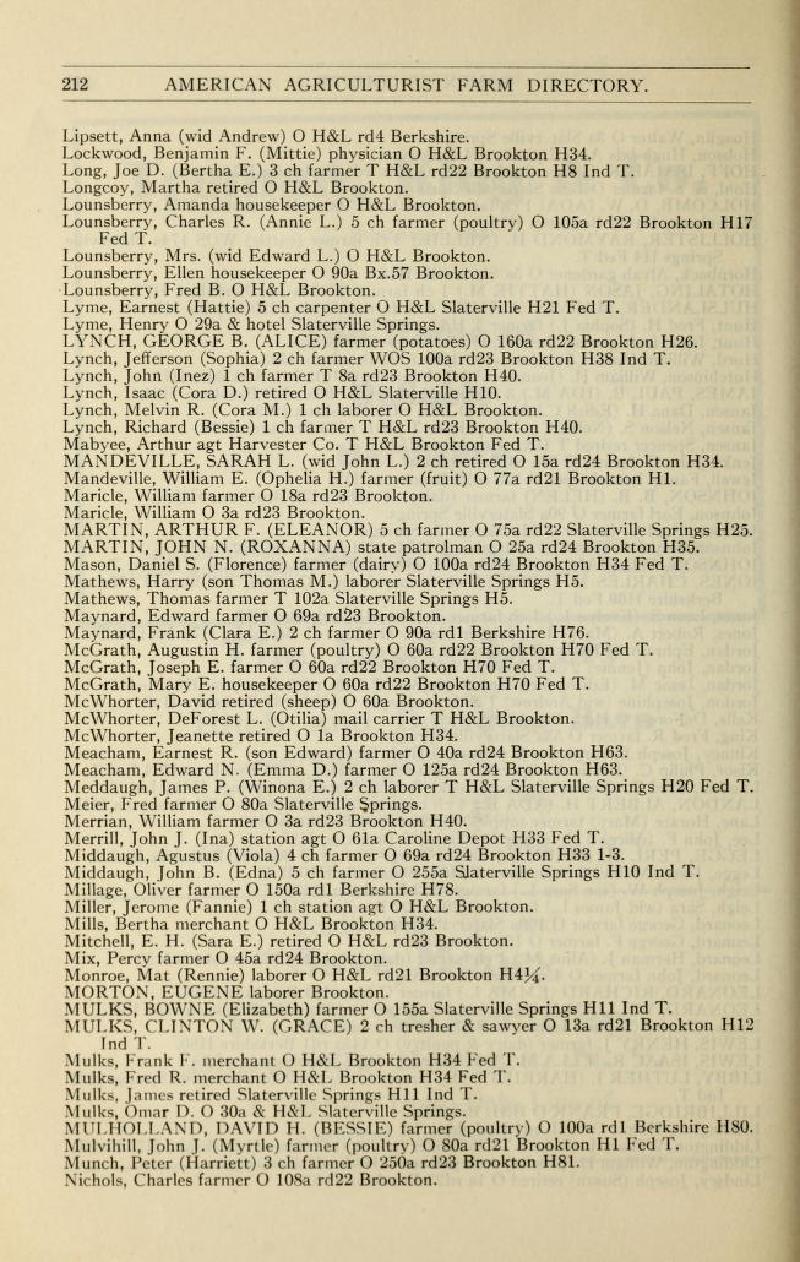 212 AMERICAN AGRICULTURIST FARM DIRECTORY.
Lipsett, Anna (wid Andrew) O H&L rd4 Berkshire.
Lockwood, Benjamin F. (Mittie) physician O H&L Brookton H34.
Long, Joe D. (Bertha E.) 3 ch farmer T H&L rd22 Brookton H8 Ind T.
Longcoy, Martha retired O H&L Brookton.
Lounsberry, Amanda housekeeper O H&L Brookton.
Lounsberry, Charles R. (Annie L.) 5 ch farmer (poultry) O 105a rd22 Brookton H17
Fed T.
Lounsberry, Mrs. (wid Edward L.) O H&L Brookton.
Lounsberry, Ellen housekeeper O 90a Bx.57 Brookton.
Lounsberry, Fred B. O H&L Brookton.
Lyme, Earnest (Hattie) 5 ch carpenter O H&L Slaterville H21 Fed T.
Lyme, Henry O 29a & hotel Slaterville Springs.
LYNCH, GEORGE B. (ALICE) farmer (potatoes) O 160a rd22 Brookton H26.
Lynch, Jefferson (Sophia) 2 ch farmer WOS 100a rd23 Brookton H38 Ind T.
Lynch, John (Inez) 1 ch farmer T 8a rd23 Brookton H40.
Lynch, Isaac (Cora D.) retired O H&L Slaterville H10.
Lynch, Melvin R. (Cora M.) 1 ch laborer O H&L Brookton.
Lynch, Richard (Bessie) 1 ch farmer T H&L rd23 Brookton H40.
Mabyee, Arthur agt Harvester Co. T H&L Brookton Fed T.
MANDEVILLE, SARAH L. (wid John L.) 2 ch retired O 15a rd24 Brookton H34.
Mandeville, William E. (Ophelia H.) farmer (fruit) O 77a rd21 Brookton H1.
Maricle, William farmer O 18a rd23 Brookton.
Maricle, William O 3a rd23 Brookton.
MARTIN, ARTHUR F. (ELEANOR) 5 ch farmer O 75a rd22 Slaterville Springs H25.
MARTIN, JOHN N. (ROXANNA) state patrolman O 25a rd24 Brookton H35.
Mason, Daniel S. (Florence) farmer (dairy) O 100a rd24 Brookton H34 Fed T.
Mathews, Harry (son Thomas M.) laborer Slaterville Springs H5.
Mathews, Thomas farmer T 102a Slaterville Springs H5.
Maynard, Edward farmer O 69a rd23 Brookton.
Maynard, Frank (Clara E.) 2 ch farmer O 90a rd1 Berkshire H76.
McGrath, Augustin H. farmer (poultry) O 60a rd22 Brookton H70 Fed T.
McGrath, Joseph E. farmer O 60a rd22 Brookton H70 Fed T.
McGrath, Mary E. housekeeper O 60a rd22 Brookton H70 Fed T.
McWhorter, David retired (sheep) O 60a Brookton.
McWhorter, DeForest L. (Otilia) mail carrier T H&L Brookton.
McWhorter, Jeanette retired O 1a Brookton H34.
Meacham, Earnest R. (son Edward) farmer O 40a rd24 Brookton H63.
Meacham, Edward N. (Emma D.) farmer O 125a rd24 Brookton H63.
Meddaugh, James P. (Winona E.) 2 ch laborer T H&L Slaterville Springs H20 Fed T.
Meier, Fred farmer O 80a Slaterville Springs.
Merrian, William farmer O 3a rd23 Brookton H40.
Merrill, John J. (Ina) station agt O 61a Caroline Depot H33 Fed T.
Middaugh, Agustus (Viola) 4 ch farmer O 69a rd24 Brookton H33 1-3.
Middaugh, John B. (Edna) 5 ch farmer O 255a Slaterville Springs H10 Ind T.
Millage, Oliver farmer O 150a rd1 Berkshire H78.
Miller, Jerome (Fannie) 1 ch station agt O H&L Brookton.
Mills, Bertha merchant O H&L Brookton H34.
Mitchell, E. H. (Sara E.) retired O H&L rd23 Brookton.
Mix, Percy farmer O 45a rd24 Brookton.
Monroe, Mat (Rennie) laborer O H&L rd21 Brookton H4¼.
MORTON, EUGENE laborer Brookton.
MULKS, BOWNE (Elizabeth) farmer O 155a Slaterville Springs H11 Ind T.
MULKS, CLINTON W. (GRACE) 2 ch tresher & sawyer O 13a rd21 Brookton H12
Ind T.
Mulks, Frank F. merchant O H&L Brookton H34 Fed T.
Mulks, Fred R. merchant O H&L Brookton H34 Fed T.
Mulks, James retired Slaterville Springs H11 Ind T.
Mulks, Omar D. O 30a & H&L Slaterville Springs.
MULHOLLAND, DAVID H. (BESSIE) farmer (poultry) O 100a rd1 Berkshire H80.
Mulvihill, John J. (Myrtle) farmer (poultry) O 80a rd21 Brookton H1 Fed T.
Munch, Peter (Harriett) 3 ch farmer O 250a rd23 Brookton H81.
Nichols, Charles farmer O 108a rd22 Brookton.